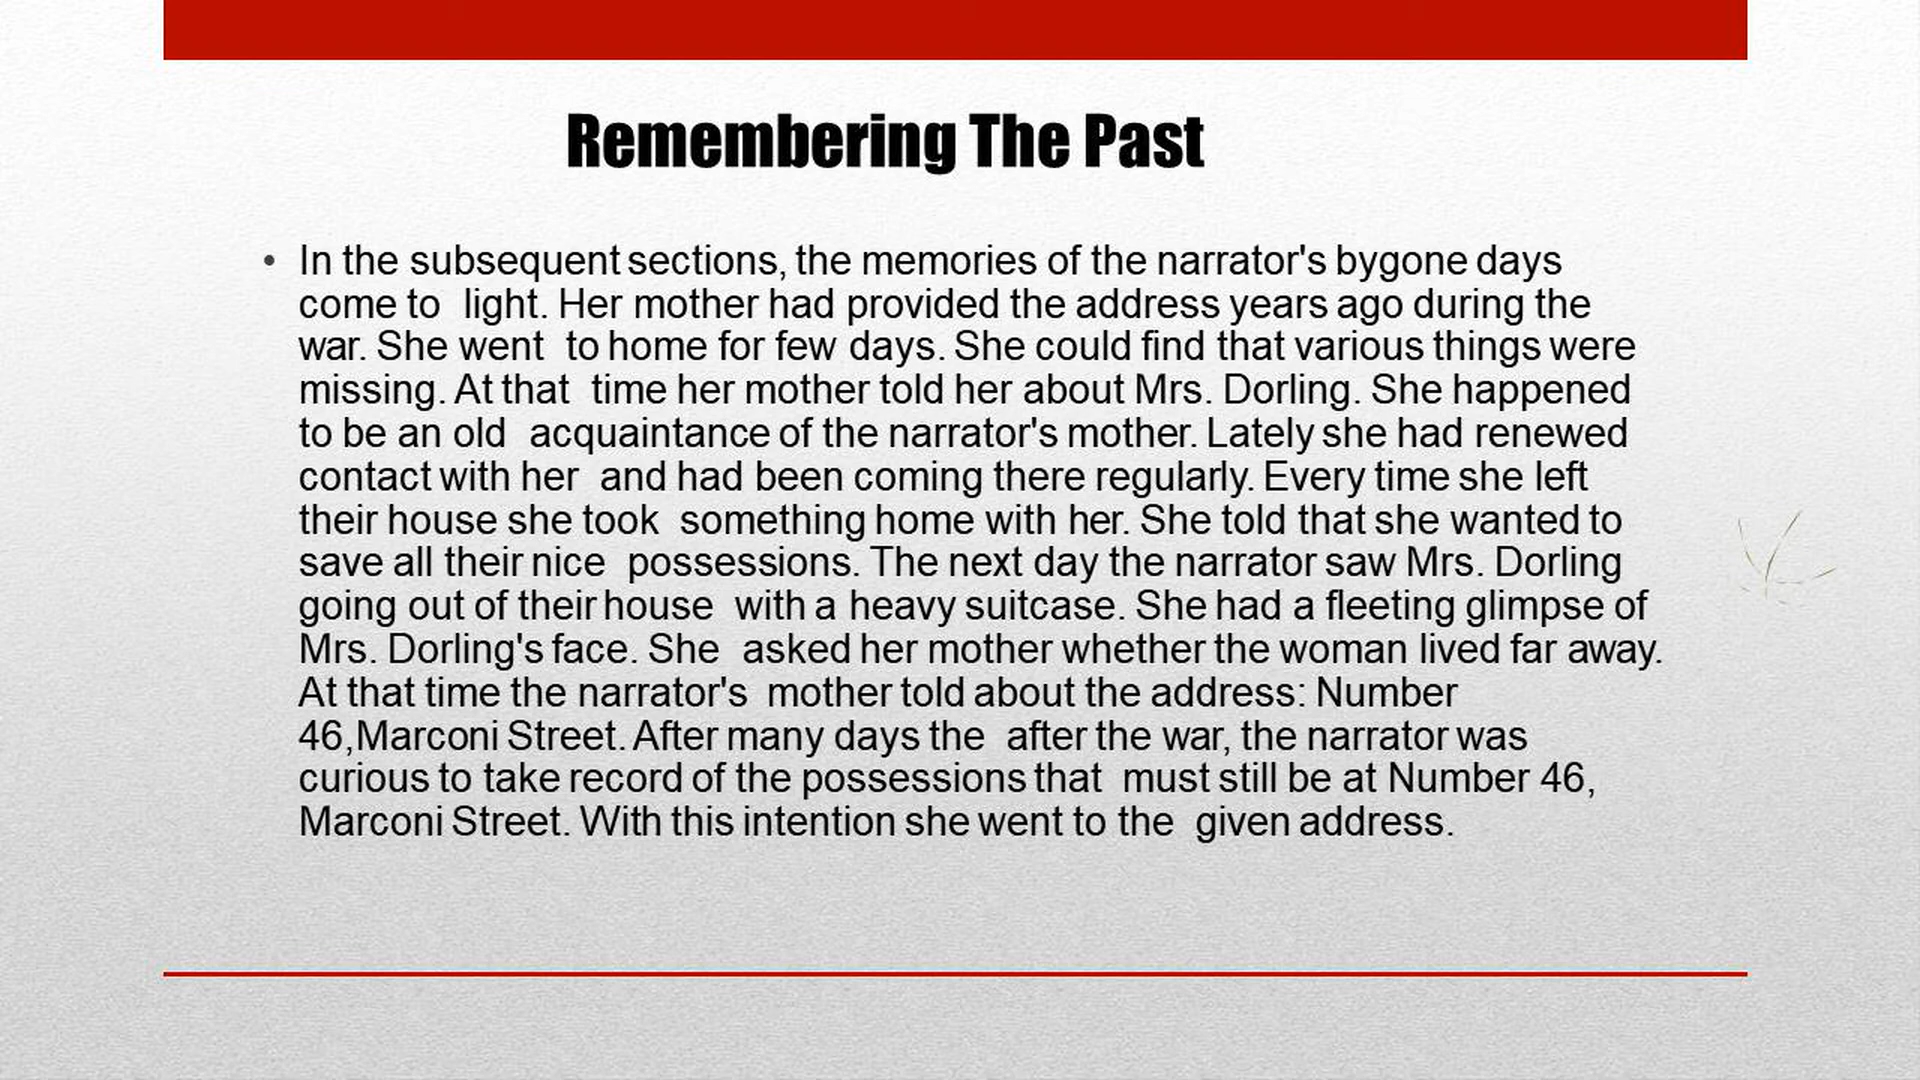 Remembering The Past
• In the subsequent sections, the memories of the narrator's bygone days
come to light. Her mother had provided the address years ago during the
war. She went to home for few days. She could find that various things were
missing. At that time her mother told her about Mrs. Dorling. She happened
to be an old acquaintance of the narrator's mother. Lately she had renewed
contact with her and had been coming there regularly. Every time she left
their house she took something home with her. She told that she wanted to
save all their nice possessions. The next day the narrator saw Mrs. Dorling
going out of their house with a heavy suitcase. She had a fleeting glimpse of
Mrs. Dorling's face. She asked her mother whether the woman lived far away.
At that time the narrator's mother told about the address: Number
46,Marconi Street. After many days the after the war, the narrator was
curious to take record of the possessions that must still be at Number 46,
Marconi Street. With this intention she went to the given address.